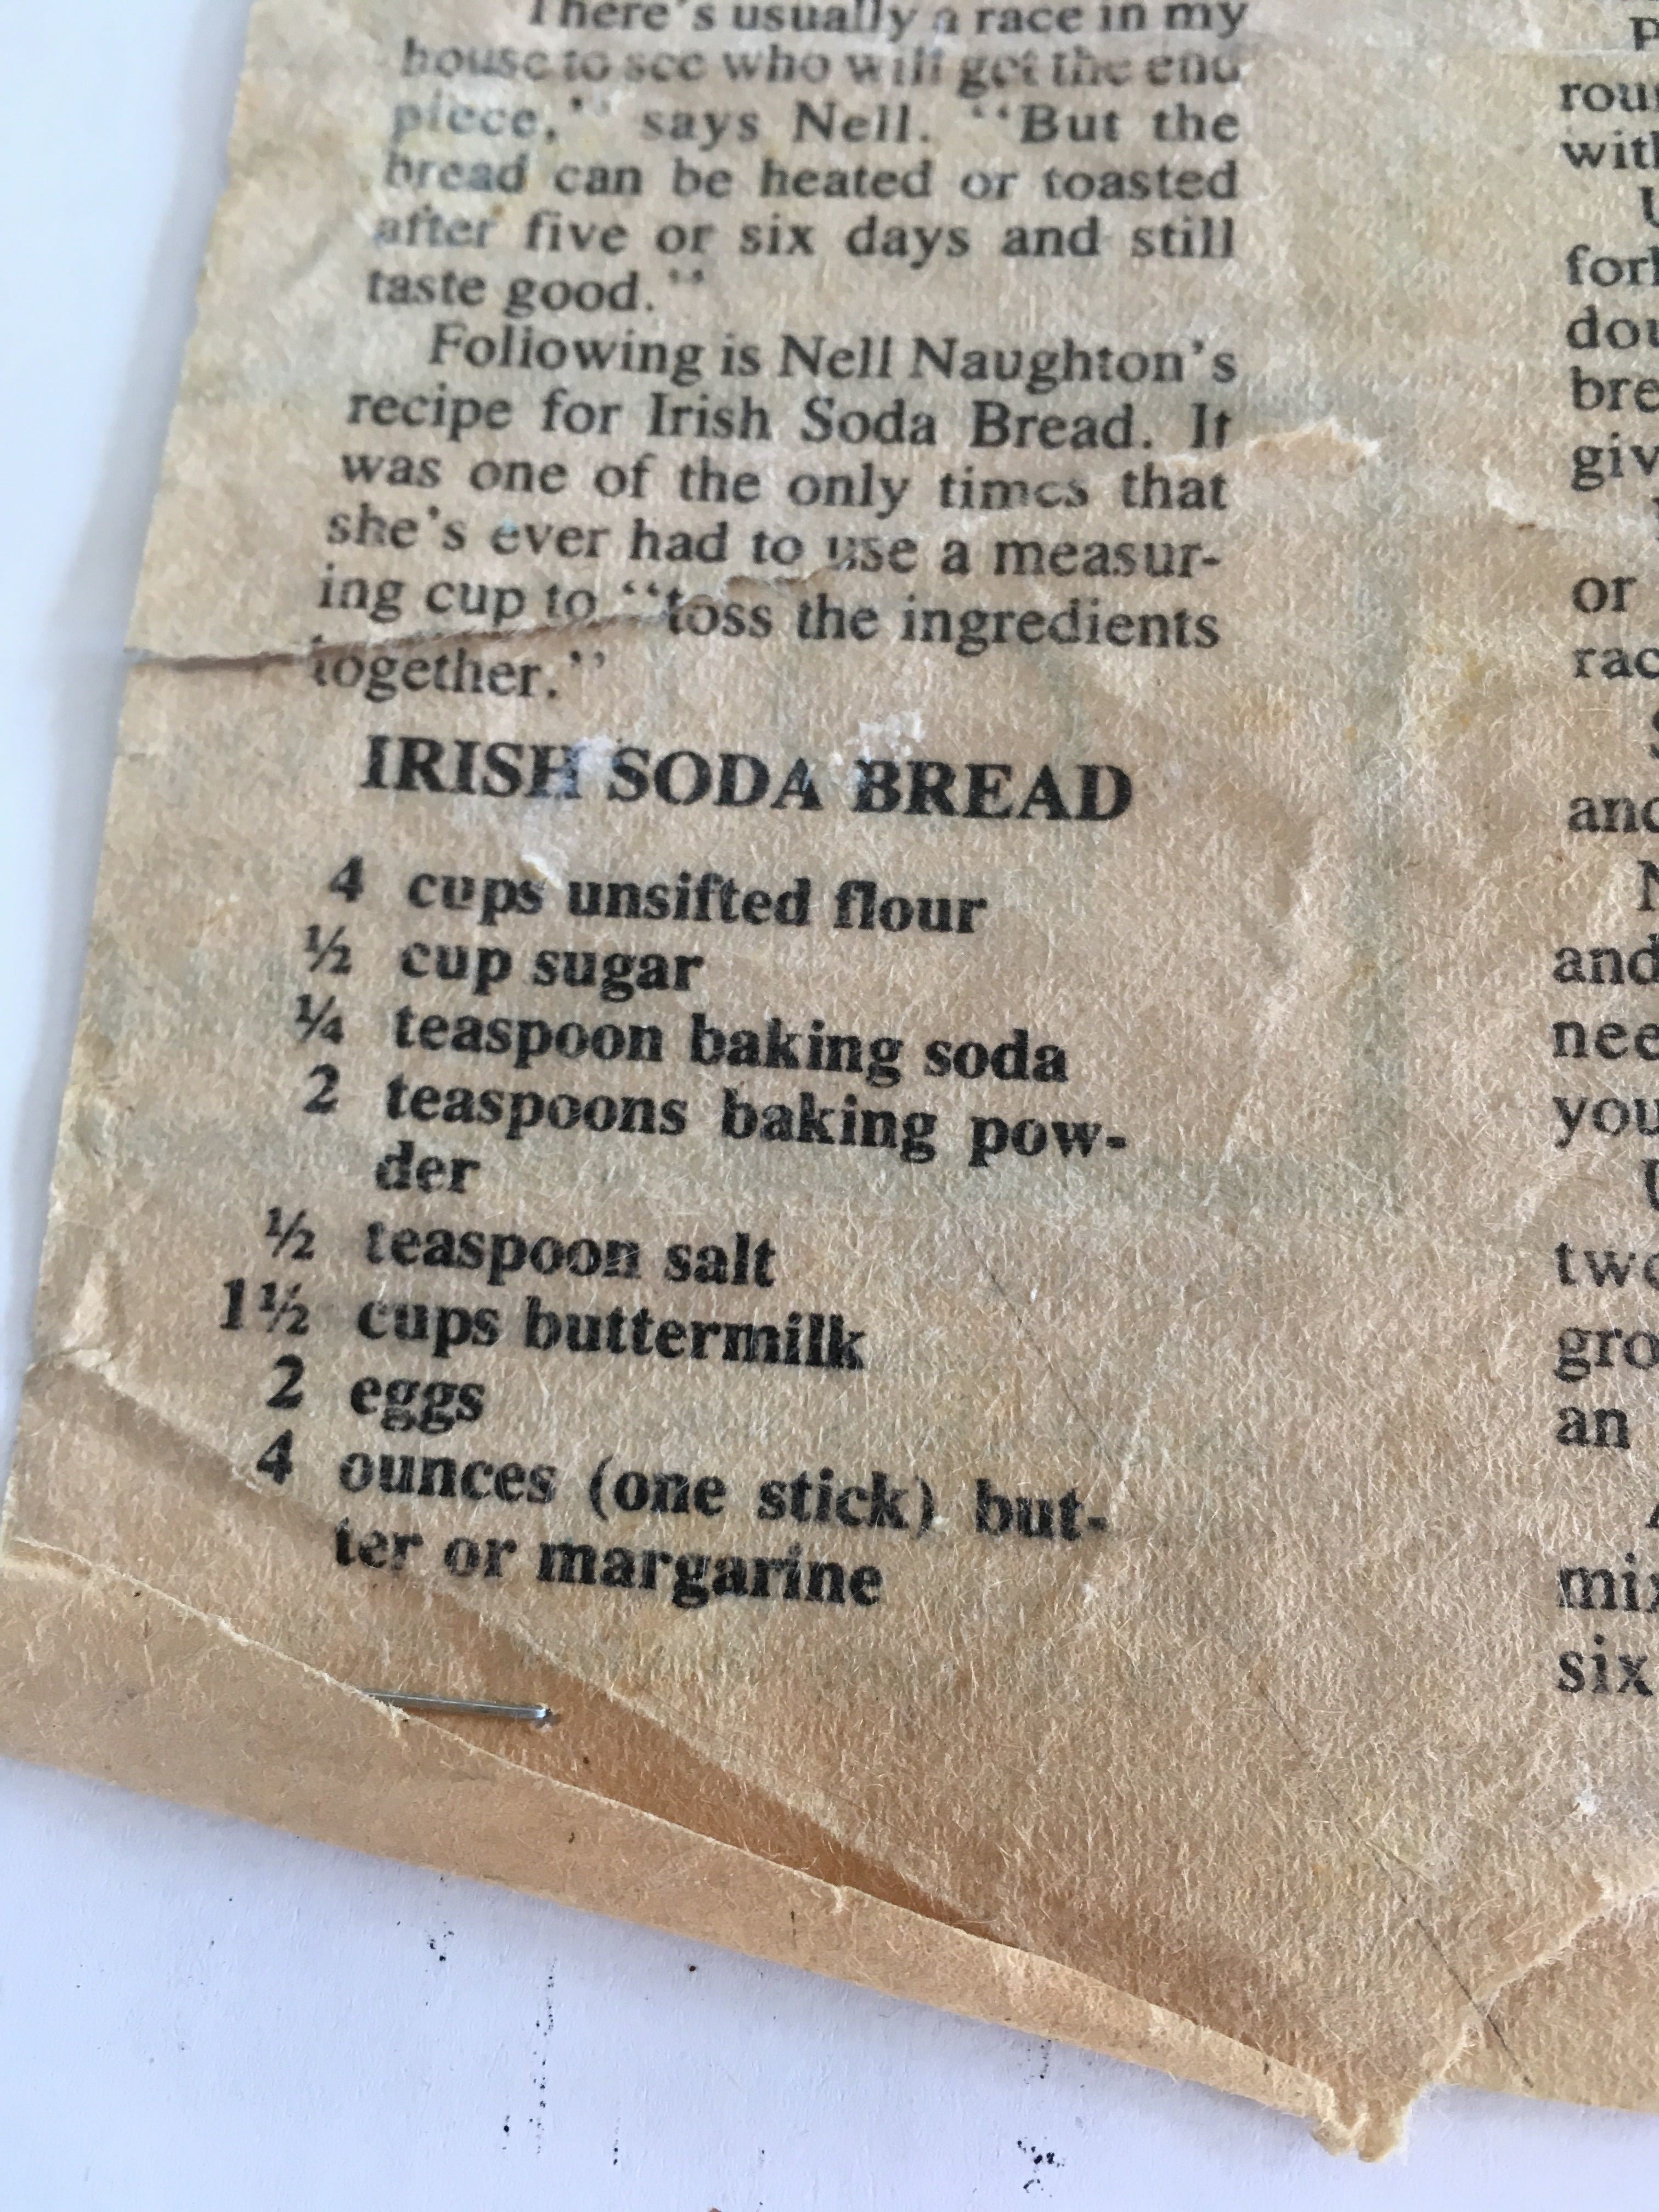 There's usually a race in my
house to see who will get the end
piece," says Nell. "But the
bread can be heated or toasted
after five or six days and still
taste good."
Following is Nell Naughton's
recipe for Irish Soda Bread. It
was one of the only times that
she's ever had to use a measur-
ing cup to "toss the ingredients
together."
IRISH SODA BREAD
4 cups unsifted flour
½ cup sugar
¼ teaspoon baking soda
2 teaspoons baking pow-
der
½ teaspoon salt
1½ cups buttermilk
2 eggs
4 ounces (one stick) but-
ter or margarine
or
an
six